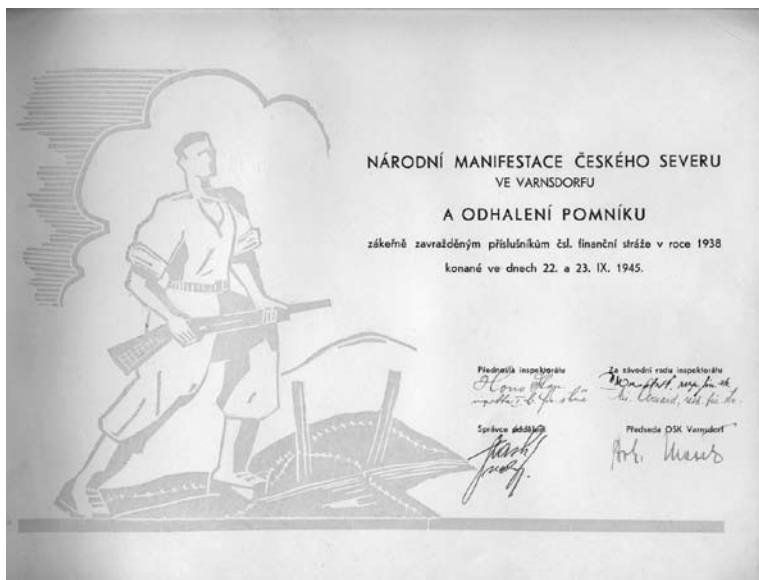 NÁRODNÍ MANIFESTACE ČESKÉHO SEVERU
VE VARNSDORFU
A ODHALENÍ POMNÍKU
zákeřně zavražděným příslušníkům čsl. finanční stráže v roce 1938
konané ve dnech 22. a 23. IX. 1945.
Přednosta inspektorátu
Za závodní radu inspektorátu
Správce oddělení
Předseda OSK Varnsdorf